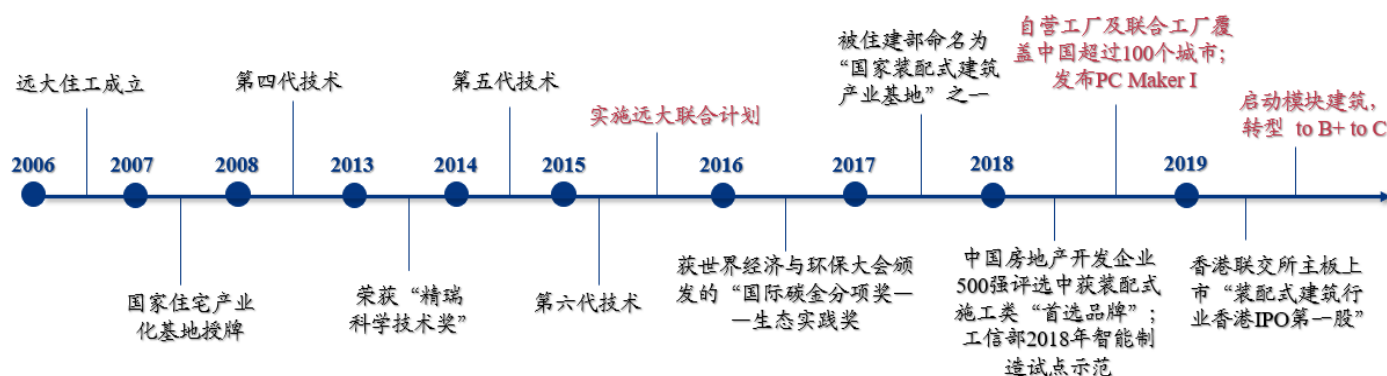 远大住工成立
第四代技术
第五代技术
实施远大联合计划
被住建部命名为
“国家装配式建筑
产业基地”之一
自营工厂及联合工厂覆
盖中国超过100个城市;
发布PC Maker I
启动模块建筑，
转型 to B+ to C
2006
2007
2008
2013
2014
2015
2016
2017
2018
2019
国家住宅产业
化基地授牌
荣获“精瑞
科学技术奖”
第六代技术
获世界经济与环保大会颁
发的“国际碳金分项奖—
—生态实践奖
中国房地产开发企业
500强评选中获装配式
施工类“首选品牌”;
工信部2018年智能制
造试点示范
香港联交所主板上
市“装配式建筑行
业香港IPO第一股”